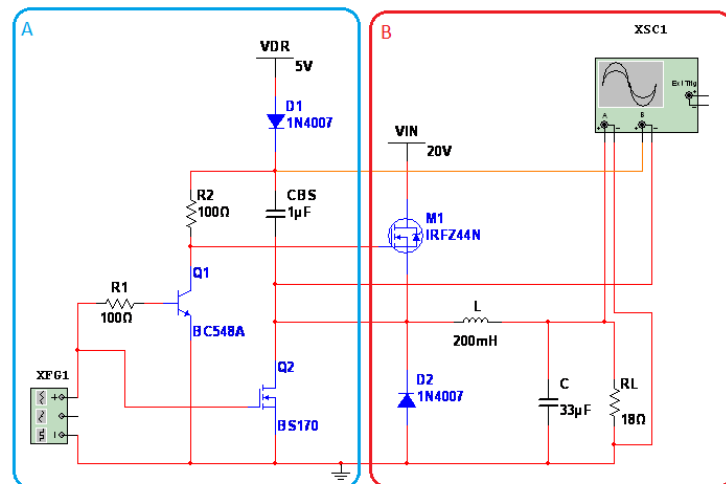 A
B
XSC1
VDR
5V
Ext Trig
+
-
A
B
+
-
+
-
D1
1N4007
VIN
20V
R2
100Ω
CBS
1µF
M1
IRFZ44N
Q1
R1
100Ω
BC548A
L
200mH
XFG1
Q2
D2
1N4007
C
33µF
RL
18Ω
BS170